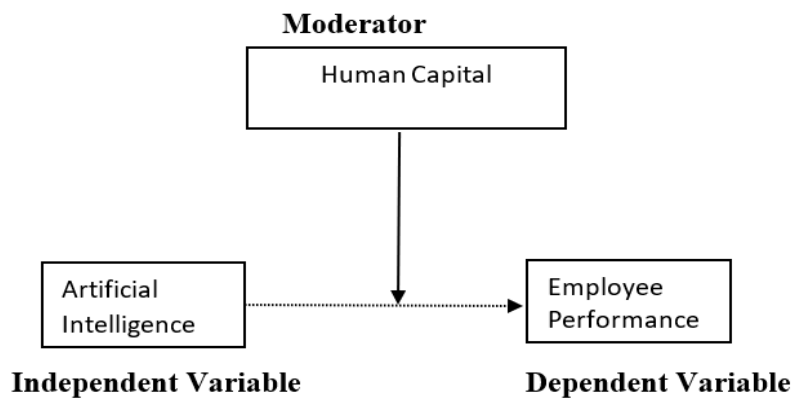 Moderator
Human Capital
Artificial
Intelligence
Employee
Performance
Independent Variable
Dependent Variable